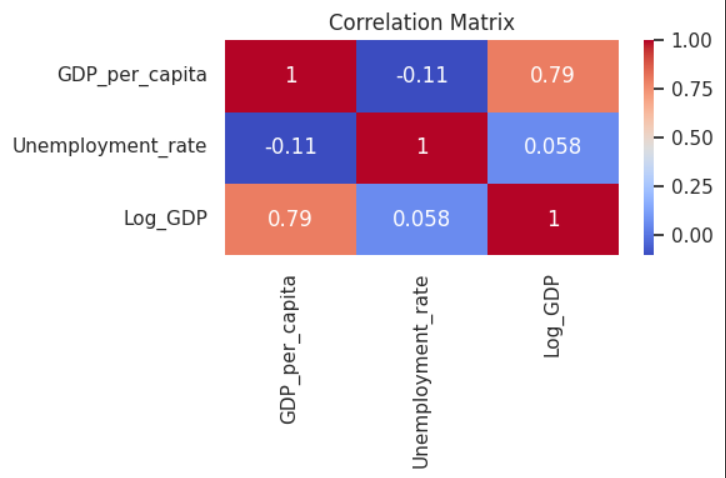 Correlation Matrix
GDP_per_capita 1 -0.11 0.79
Unemployment_rate -0.11 1 0.058
Log_GDP 0.79 0.058 1
GDP_per_capita
Unemployment_rate
Log_GDP
1.00
0.75
0.50
0.25
0.00